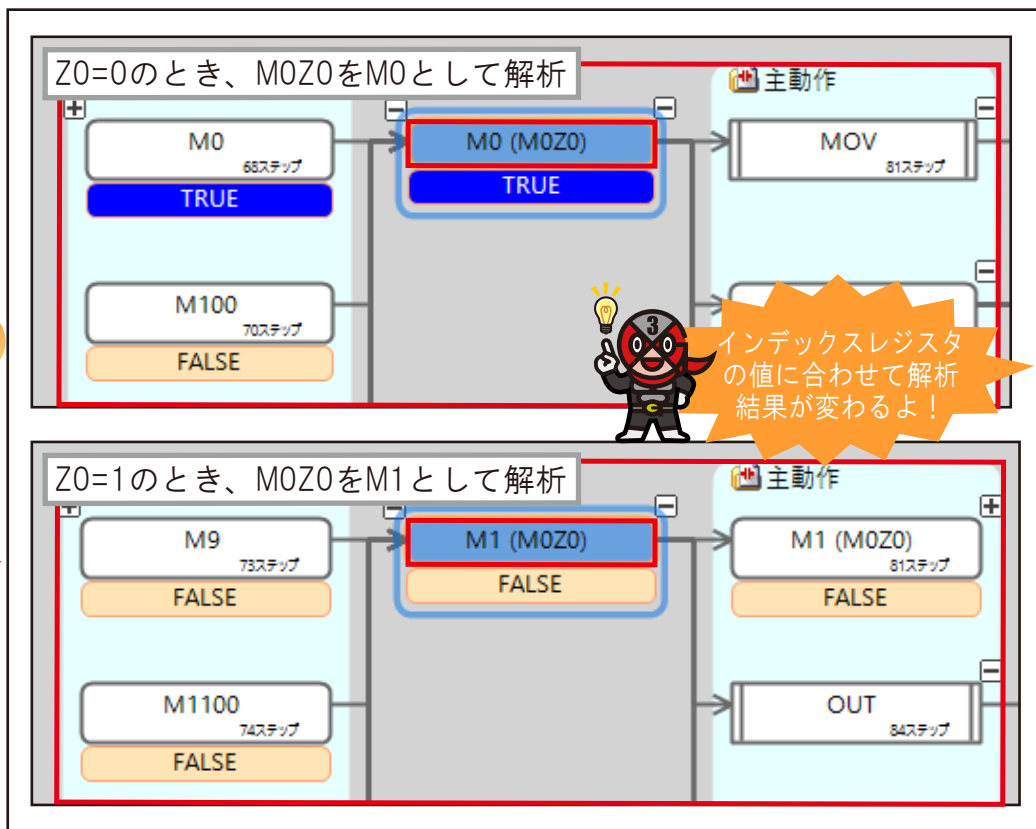 Z0=0のとき、M0Z0をM0として解析
主動作
M0
68ステップ
TRUE
M0 (M0Z0)
TRUE
MOV
81ステップ
M100
70ステップ
FALSE
3
インデックスレジスタ
の値に合わせて解析
結果が変わるよ！
Z0=1のとき、M0Z0をM1として解析
主動作
M9
73ステップ
FALSE
M1 (M0Z0)
FALSE
M1 (M0Z0)
81ステップ
FALSE
M1100
74ステップ
FALSE
OUT
84ステップ